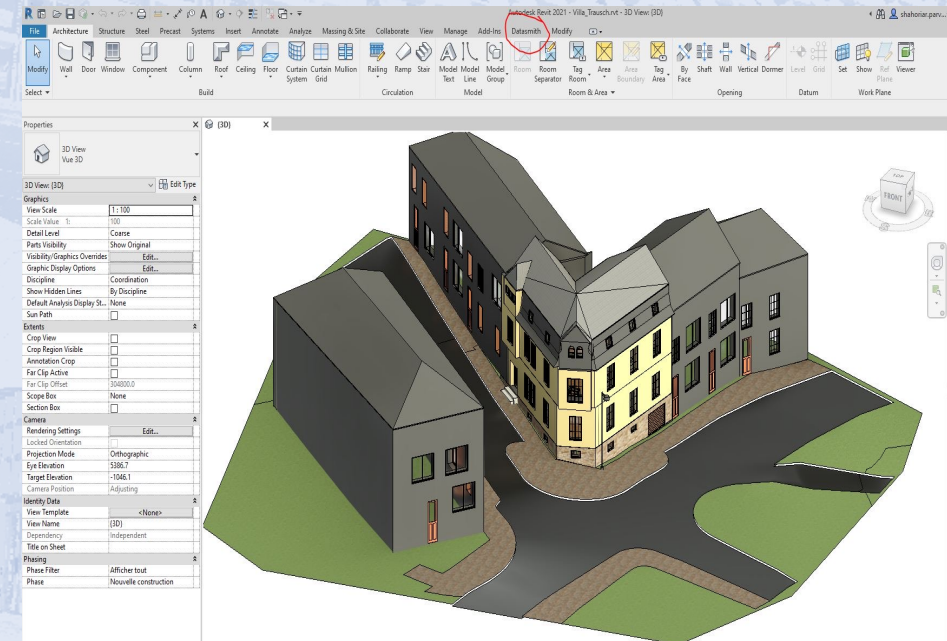 R A Autodesk Revit 2021 - Villa_Trausch.rvt - 3D View: {3D} shahoriar.parv...
File Architecture Structure Steel Precast Systems Insert Annotate Analyze Massing & Site Collaborate View Manage Add-Ins Datasmith Modify
Modify Wall Door Window Component Column Roof Ceiling Floor Curtain System Curtain Grid Mullion Railing Ramp Stair Model Text Model Line Model Group Room Room Separator Tag Room Area Area Boundary Tag Area By Face Shaft Wall Vertical Dormer Level Grid Set Show Ref Plane Viewer
Select Build Circulation Model Room & Area Opening Datum Work Plane
Properties X {3D} X
3D View
Vue 3D
3D View: {3D} Edit Type
Graphics
View Scale 1 : 100
Scale Value 1: 100
Detail Level Coarse
Parts Visibility Show Original
Visibility/Graphics Overrides Edit...
Graphic Display Options Edit...
Discipline Coordination
Show Hidden Lines By Discipline
Default Analysis Display St... None
Sun Path
Extents
Crop View
Crop Region Visible
Annotation Crop
Far Clip Active
Far Clip Offset 304800.0
Scope Box None
Section Box
Camera
Rendering Settings Edit...
Locked Orientation
Projection Mode Orthographic
Eye Elevation 5386.7
Target Elevation -1046.1
Camera Position Adjusting
Identity Data
View Template <None>
View Name {3D}
Dependency Independent
Title on Sheet
Phasing
Phase Filter Afficher tout
Phase Nouvelle construction
TOP
FRONT